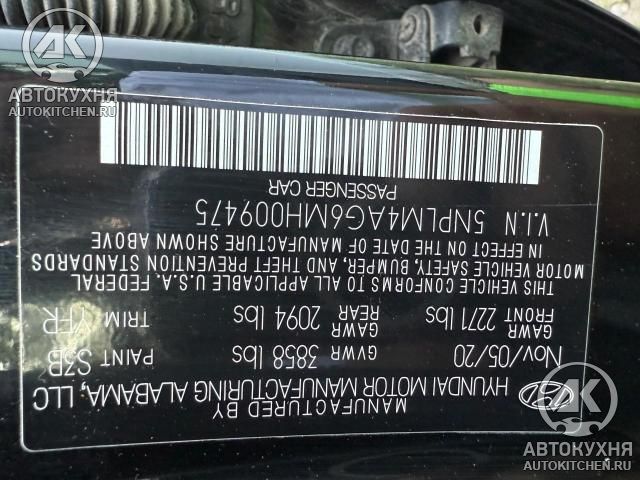 MANUFACTURED BY
HYUNDAI MOTOR MANUFACTURING ALABAMA, LLC
Nov/05/20 GVWR 3858 lbs PAINT S3B
GAWR FRONT 2271 lbs GAWR REAR 2094 lbs TRIM YFR
THIS VEHICLE CONFORMS TO ALL APPLICABLE U.S.A. FEDERAL
MOTOR VEHICLE SAFETY, BUMPER, AND THEFT PREVENTION STANDARDS
IN EFFECT ON THE DATE OF MANUFACTURE SHOWN ABOVE
V.I.N 5NPLM4AG6MH009475
PASSENGER CAR
АК
АВТОКУХНЯ
AUTOKITCHEN.RU
АК
АВТОКУХНЯ
AUTOKITCHEN.RU